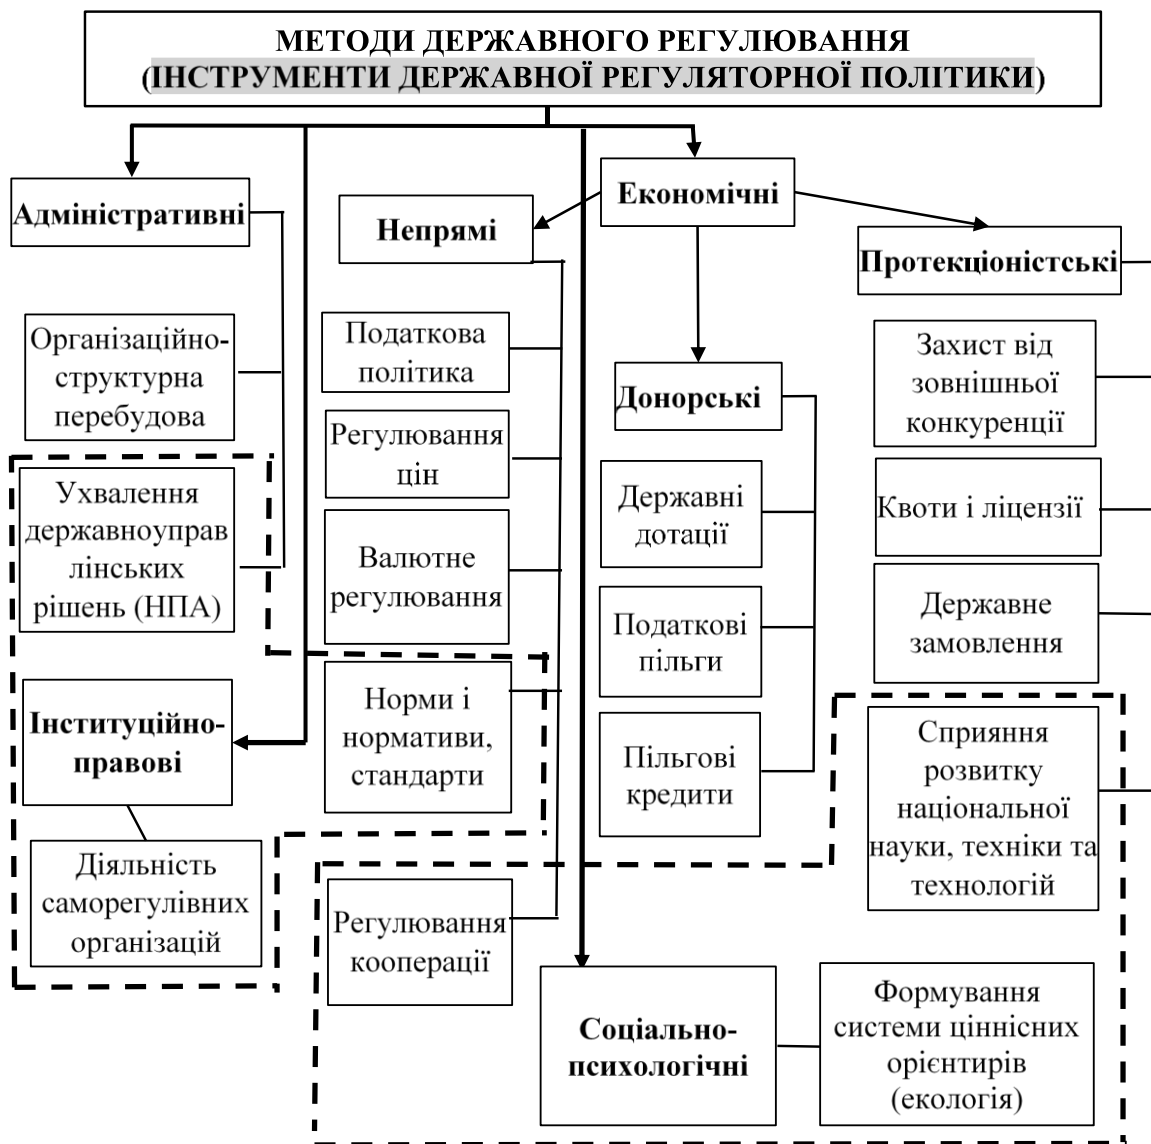 МЕТОДИ ДЕРЖАВНОГО РЕГУЛЮВАННЯ
(ІНСТРУМЕНТИ ДЕРЖАВНОЇ РЕГУЛЯТОРНОЇ ПОЛІТИКИ)
Адміністративні
Організаційно-
структурна
перебудова
Ухвалення
державноуправ
лінських
рішень (НПА)
Інституційно-
правові
Діяльність
саморегулівних
організацій
Економічні
Непрямі
Податкова
політика
Регулювання
цін
Валютне
регулювання
Норми і
нормативи,
стандарти
Регулювання
кооперації
Донорські
Державні
дотації
Податкові
пільги
Пільгові
кредити
Протекціоністські
Захист від
зовнішньої
конкуренції
Квоти і ліцензії
Державне
замовлення
Сприяння
розвитку
національної
науки, техніки та
технологій
Соціально-
психологічні
Формування
системи ціннісних
орієнтирів
(екологія)